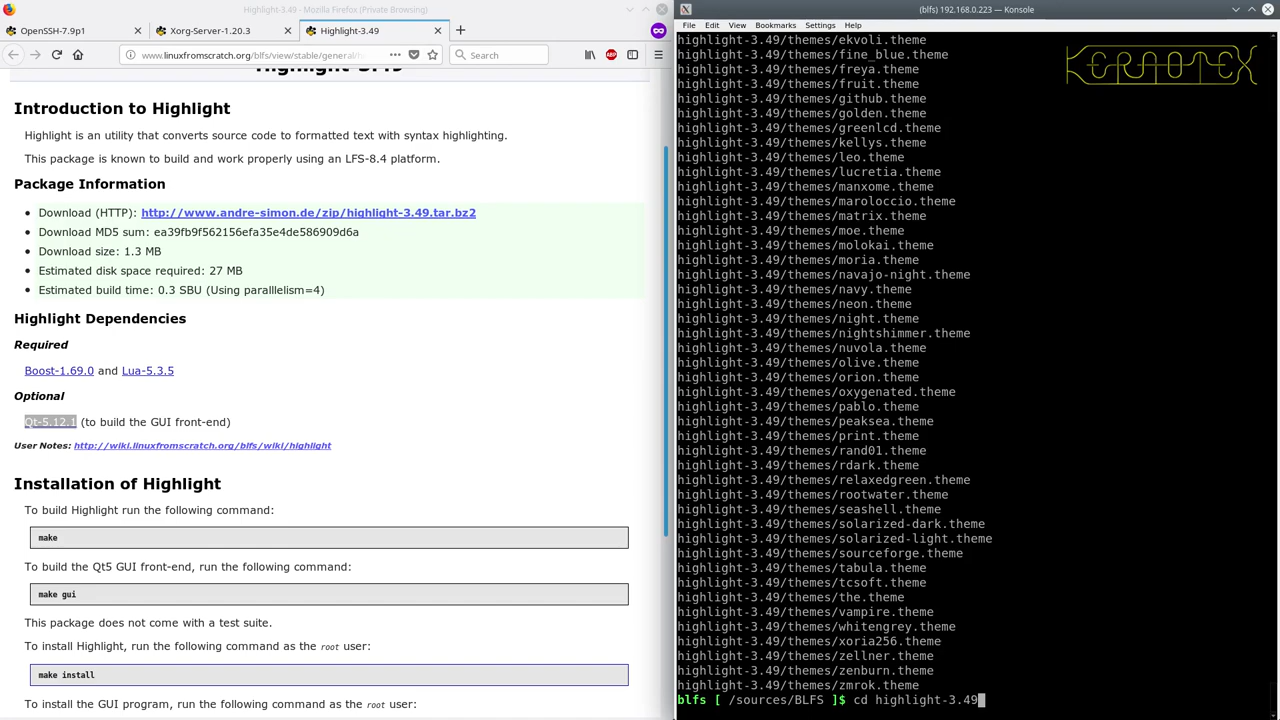 Highlight-3.49 - Mozilla Firefox (Private Browsing)
OpenSSH-7.9p1
Xorg-Server-1.20.3
Highlight-3.49
www.linuxfromscratch.org/blfs/view/stable/general/
Search
Highlight-3.49
Introduction to Highlight
Highlight is an utility that converts source code to formatted text with syntax highlighting.
This package is known to build and work properly using an LFS-8.4 platform.
Package Information
• Download (HTTP): http://www.andre-simon.de/zip/highlight-3.49.tar.bz2
• Download MD5 sum: ea39fb9f562156efa35e4de586909d6a
• Download size: 1.3 MB
• Estimated disk space required: 27 MB
• Estimated build time: 0.3 SBU (Using parallelism=4)
Highlight Dependencies
Required
Boost-1.69.0 and Lua-5.3.5
Optional
Qt-5.12.1 (to build the GUI front-end)
User Notes: http://wiki.linuxfromscratch.org/blfs/wiki/highlight
Installation of Highlight
To build Highlight run the following command:
make
To build the Qt5 GUI front-end, run the following command:
make gui
This package does not come with a test suite.
To install Highlight, run the following command as the root user:
make install
To install the GUI program, run the following command as the root user:
(blfs) 192.168.0.223 — Konsole
File Edit View Bookmarks Settings Help
KERAOTEX
highlight-3.49/themes/ekvoli.theme
highlight-3.49/themes/fine_blue.theme
highlight-3.49/themes/freya.theme
highlight-3.49/themes/fruit.theme
highlight-3.49/themes/github.theme
highlight-3.49/themes/golden.theme
highlight-3.49/themes/greenlcd.theme
highlight-3.49/themes/kellys.theme
highlight-3.49/themes/leo.theme
highlight-3.49/themes/lucretia.theme
highlight-3.49/themes/manxome.theme
highlight-3.49/themes/maroloccio.theme
highlight-3.49/themes/matrix.theme
highlight-3.49/themes/moe.theme
highlight-3.49/themes/molokai.theme
highlight-3.49/themes/moria.theme
highlight-3.49/themes/navajo-night.theme
highlight-3.49/themes/navy.theme
highlight-3.49/themes/neon.theme
highlight-3.49/themes/night.theme
highlight-3.49/themes/nightshimmer.theme
highlight-3.49/themes/nuvola.theme
highlight-3.49/themes/olive.theme
highlight-3.49/themes/orion.theme
highlight-3.49/themes/oxygenated.theme
highlight-3.49/themes/pablo.theme
highlight-3.49/themes/peaksea.theme
highlight-3.49/themes/print.theme
highlight-3.49/themes/rand01.theme
highlight-3.49/themes/rdark.theme
highlight-3.49/themes/relaxedgreen.theme
highlight-3.49/themes/rootwater.theme
highlight-3.49/themes/seashell.theme
highlight-3.49/themes/solarized-dark.theme
highlight-3.49/themes/solarized-light.theme
highlight-3.49/themes/sourceforge.theme
highlight-3.49/themes/tabula.theme
highlight-3.49/themes/tcsoft.theme
highlight-3.49/themes/the.theme
highlight-3.49/themes/vampire.theme
highlight-3.49/themes/whitengrey.theme
highlight-3.49/themes/xoria256.theme
highlight-3.49/themes/zellner.theme
highlight-3.49/themes/zenburn.theme
highlight-3.49/themes/zmrok.theme
blfs [ /sources/BLFS ]$ cd highlight-3.49